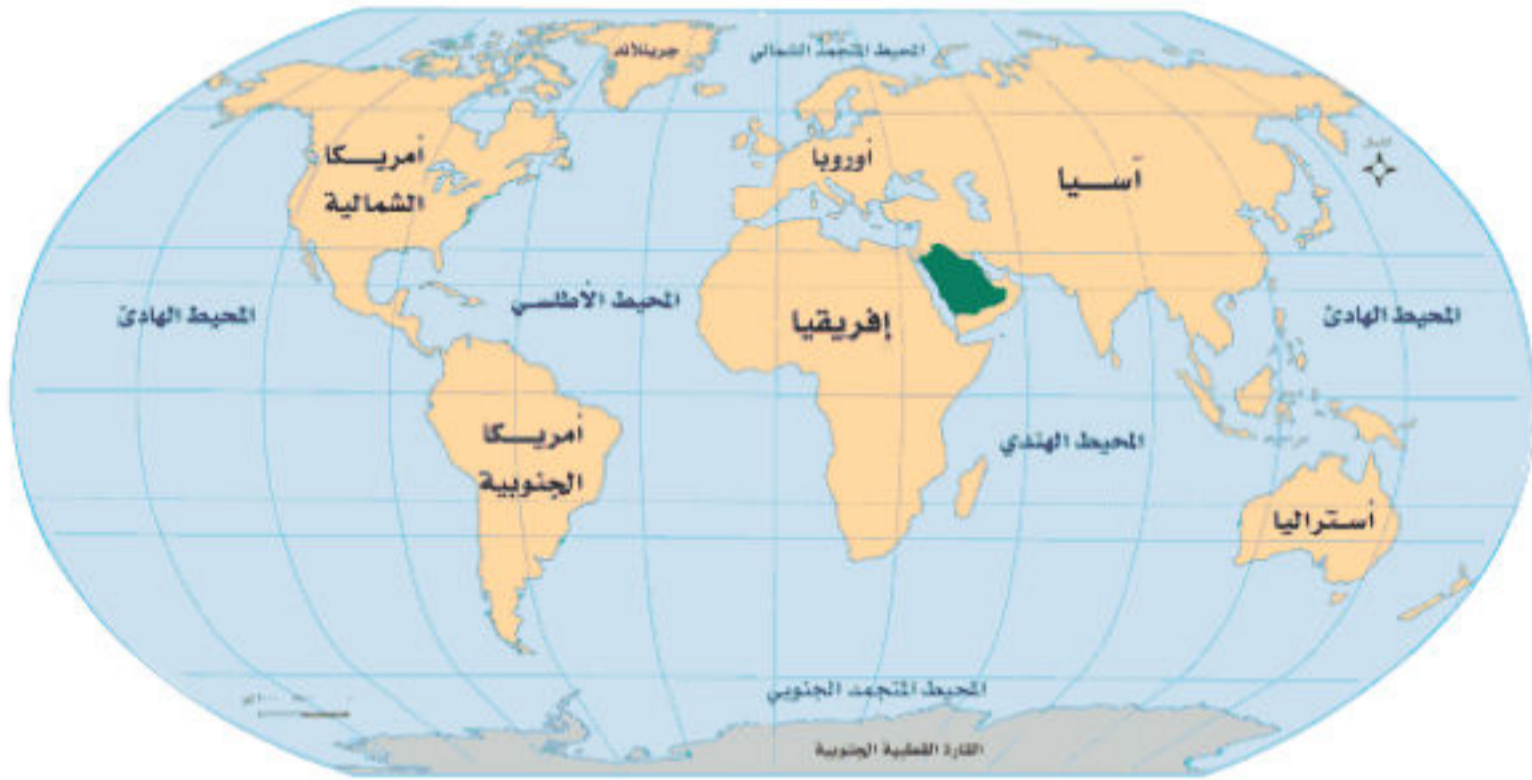 المحيط المتجمد الشمالي
جرينلاند
أمريكا
الشمالية
أوروبا
آسيا
الشمال
المحيط الهادئ
المحيط الأطلسي
إفريقيا
المحيط الهادئ
أمريكا
الجنوبية
المحيط الهندي
أستراليا
المحيط المتجمد الجنوبي
القارة القطبية الجنوبية